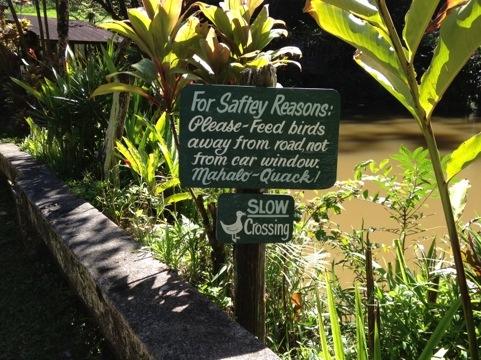 For Saftey Reasons:
Please-Feed birds
away from road, not
from car window.
Mahalo-Quack!
SLOW
Crossing